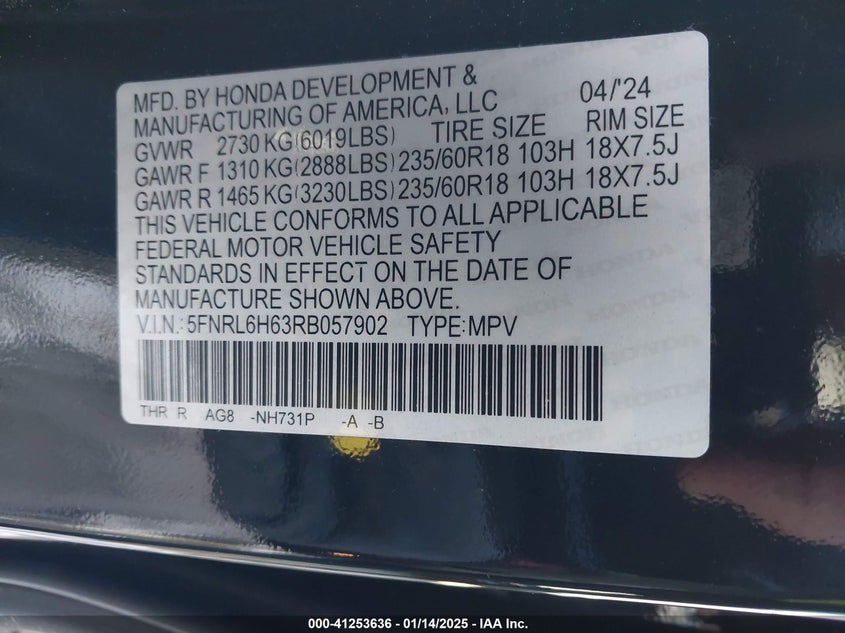 MFD. BY HONDA DEVELOPMENT &
MANUFACTURING OF AMERICA, LLC 04/'24
GVWR 2730 KG(6019LBS) TIRE SIZE RIM SIZE
GAWR F 1310 KG(2888LBS) 235/60R18 103H 18X7.5J
GAWR R 1465 KG(3230LBS) 235/60R18 103H 18X7.5J
THIS VEHICLE CONFORMS TO ALL APPLICABLE
FEDERAL MOTOR VEHICLE SAFETY
STANDARDS IN EFFECT ON THE DATE OF
MANUFACTURE SHOWN ABOVE.
V.I.N.: 5FNRL6H63RB057902 TYPE:MPV
THR R AG8 -NH731P -A -B
000-41253636 - 01/14/2025 - IAA Inc.